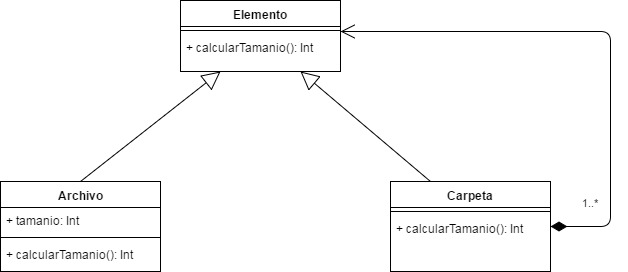 Elemento
+ calcularTamanio(): Int
Archivo
+ tamanio: Int
+ calcularTamanio(): Int
Carpeta
+ calcularTamanio(): Int
1..*